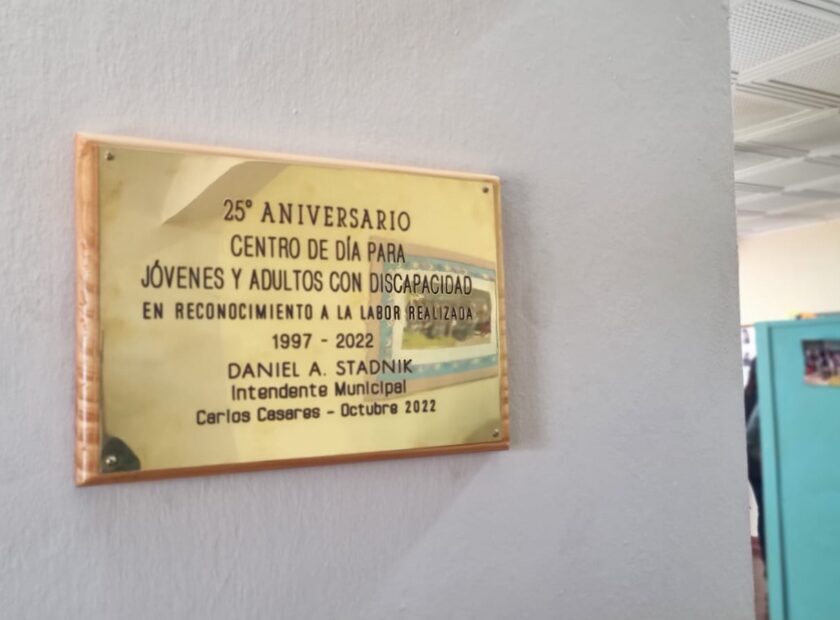 25° ANIVERSARIO
CENTRO DE DÍA PARA
JÓVENES Y ADULTOS CON DISCAPACIDAD
EN RECONOCIMIENTO A LA LABOR REALIZADA
1997 - 2022
DANIEL A. STADNIK
Intendente Municipal
Carlos Casares - Octubre 2022